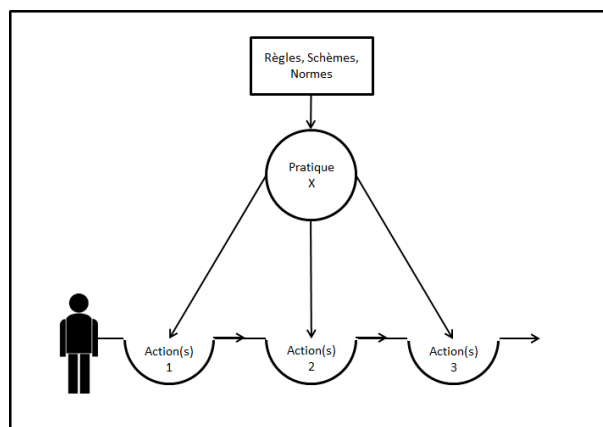 Règles, Schèmes,
Normes
Pratique
X
Action(s)
1
Action(s)
2
Action(s)
3